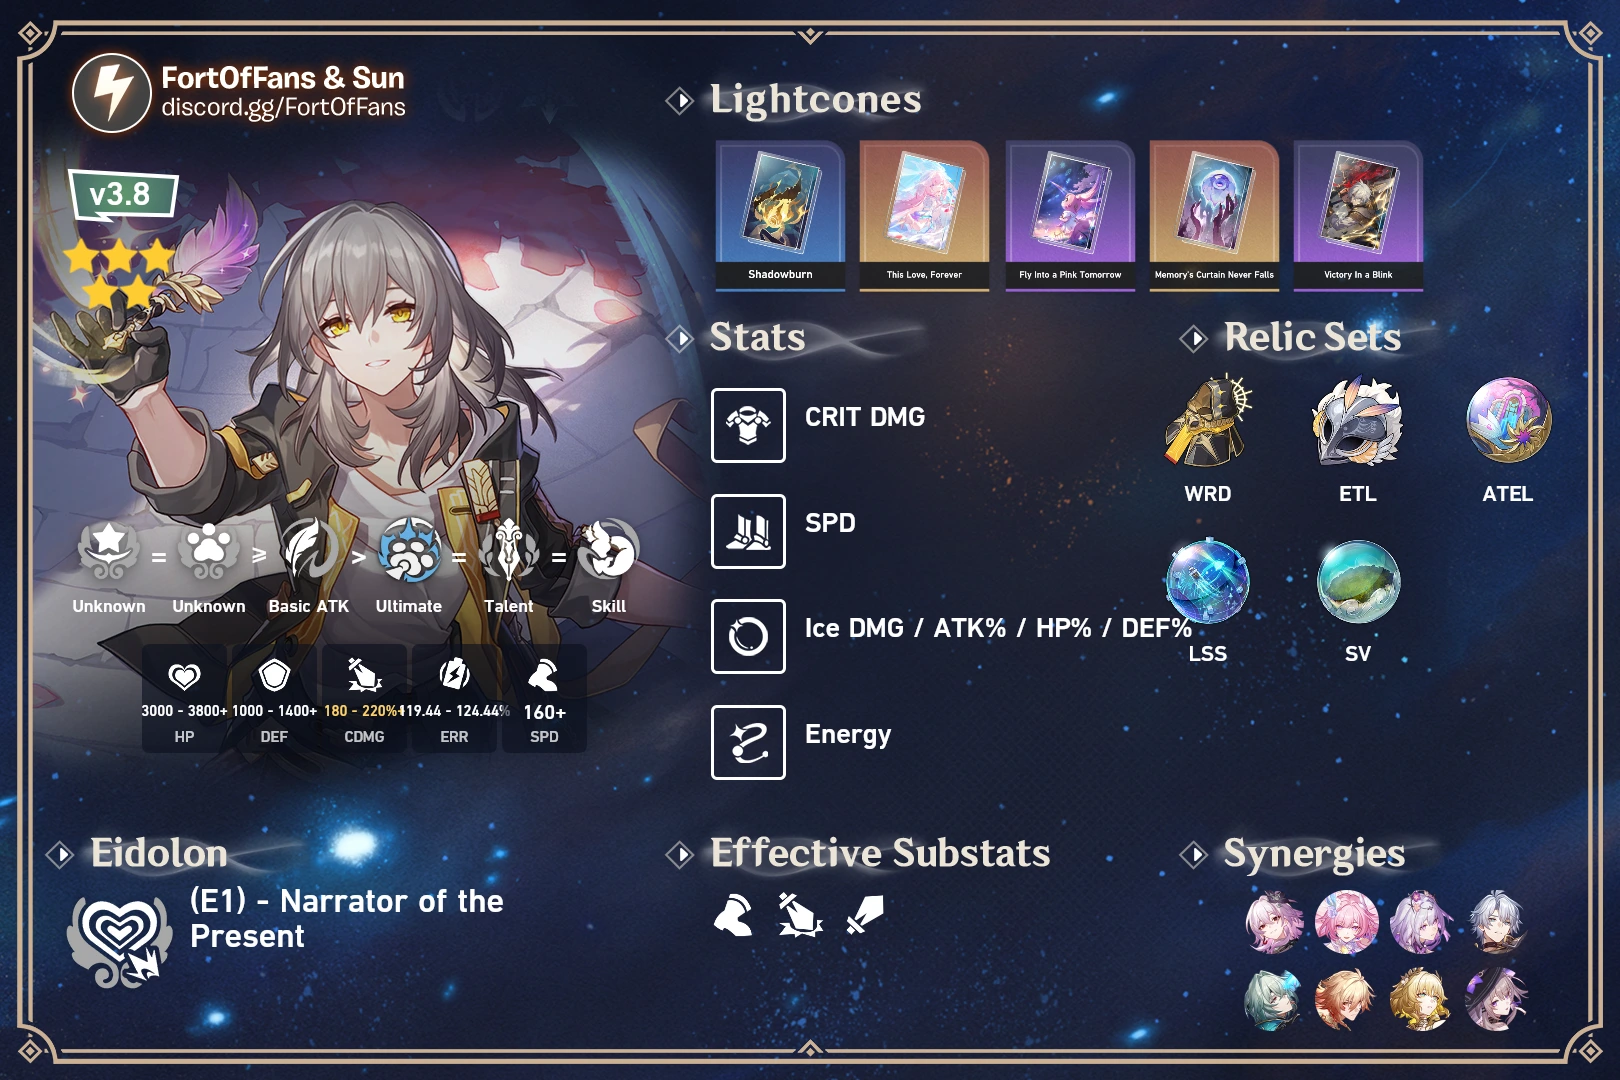 FortOfFans & Sun
discord.gg/FortOfFans
v3.8
Unknown = Unknown ≥ Basic ATK > Ultimate = Talent = Skill
3000 - 3800+ 1000 - 1400+ 180 - 220%+ 119.44 - 124.44% 160+
HP DEF CDMG ERR SPD
Lightcones
Shadowburn This Love, Forever Fly Into a Pink Tomorrow Memory's Curtain Never Falls Victory In a Blink
Stats
CRIT DMG
SPD
Ice DMG / ATK% / HP% / DEF%
Energy
Relic Sets
WRD ETL ATEL
LSS SV
Eidolon
(E1) - Narrator of the
Present
Effective Substats
Synergies